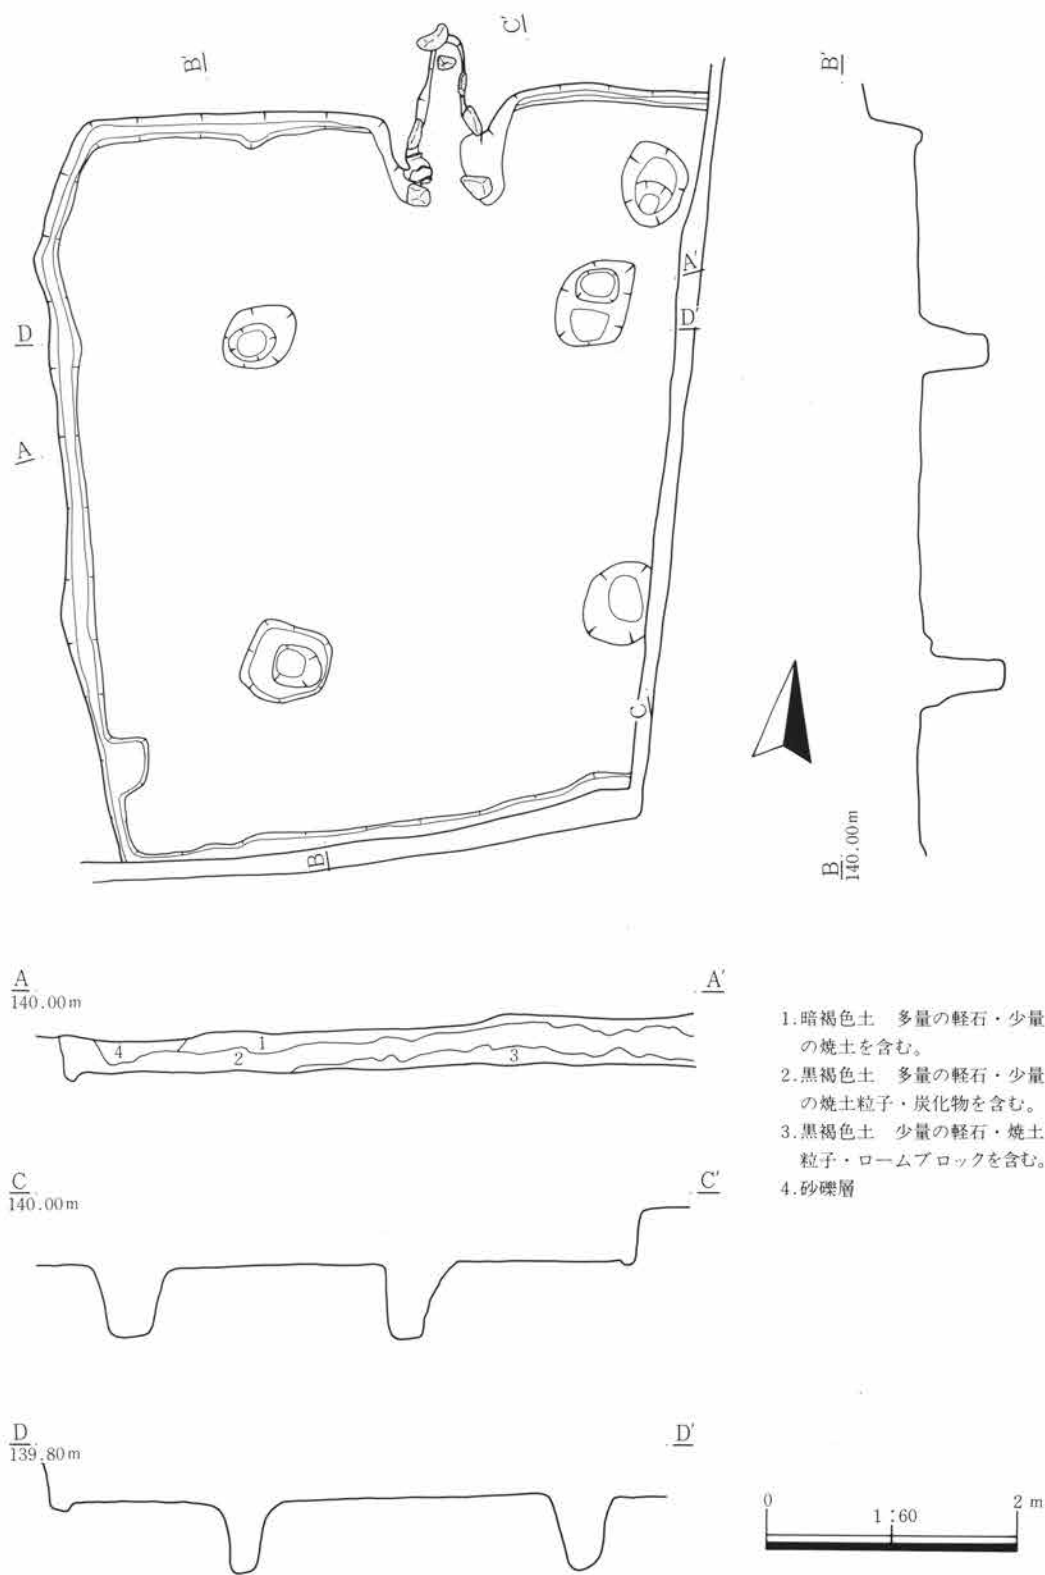 B'
C'
B'
A'
D
D'
A
C
B
B
140.00m
A
140.00m
A'
1
2
3
4
1.暗褐色土　多量の軽石・少量
の焼土を含む。
2.黒褐色土　多量の軽石・少量
の焼土粒子・炭化物を含む。
3.黒褐色土　少量の軽石・焼土
粒子・ロームブロックを含む。
4.砂礫層
C
140.00m
C'
D
139.80m
D'
0
1:60
2m